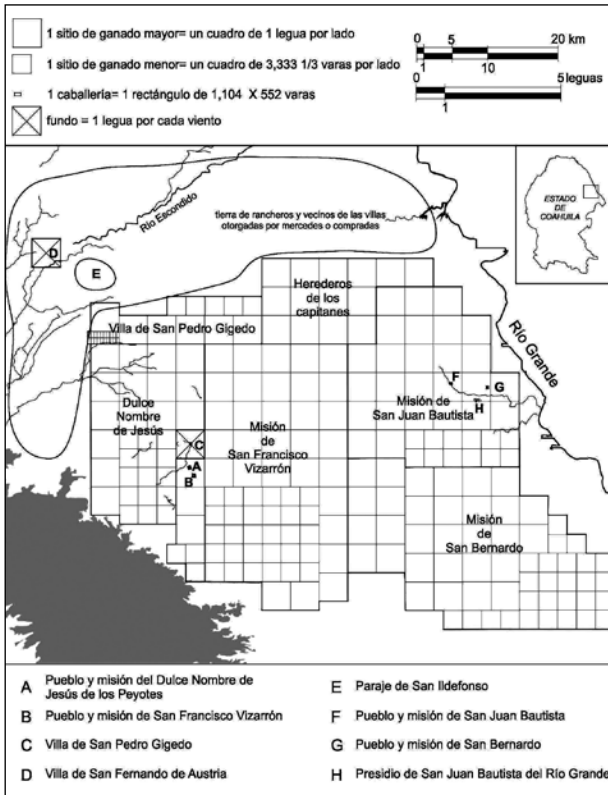 1 sitio de ganado mayor= un cuadro de 1 legua por lado
1 sitio de ganado menor= un cuadro de 3,333 1/3 varas por lado
1 caballería= 1 rectángulo de 1,104 X 552 varas
fundo = 1 legua por cada viento
0 5 20 km
1 10
5
leguas
1
Río Escondido
tierra de rancheros y vecinos de las villas
otorgadas por mercedes o compradas
ESTADO
DE
COAHUILA
D
E
Herederos
de los
capitanes
Villa de San Pedro Gigedo
Río Grande
F
G
H
Misión de
San Juan Bautista
Dulce
Nombre
de Jesús
Misión
de
San Francisco
Vizarrón
C
A
B
Misión
de
San Bernardo
A Pueblo y misión del Dulce Nombre de
Jesús de los Peyotes
B Pueblo y misión de San Francisco Vizarrón
C Villa de San Pedro Gigedo
D Villa de San Fernando de Austria
E Paraje de San Ildefonso
F Pueblo y misión de San Juan Bautista
G Pueblo y misión de San Bernardo
H Presidio de San Juan Bautista del Río Grande